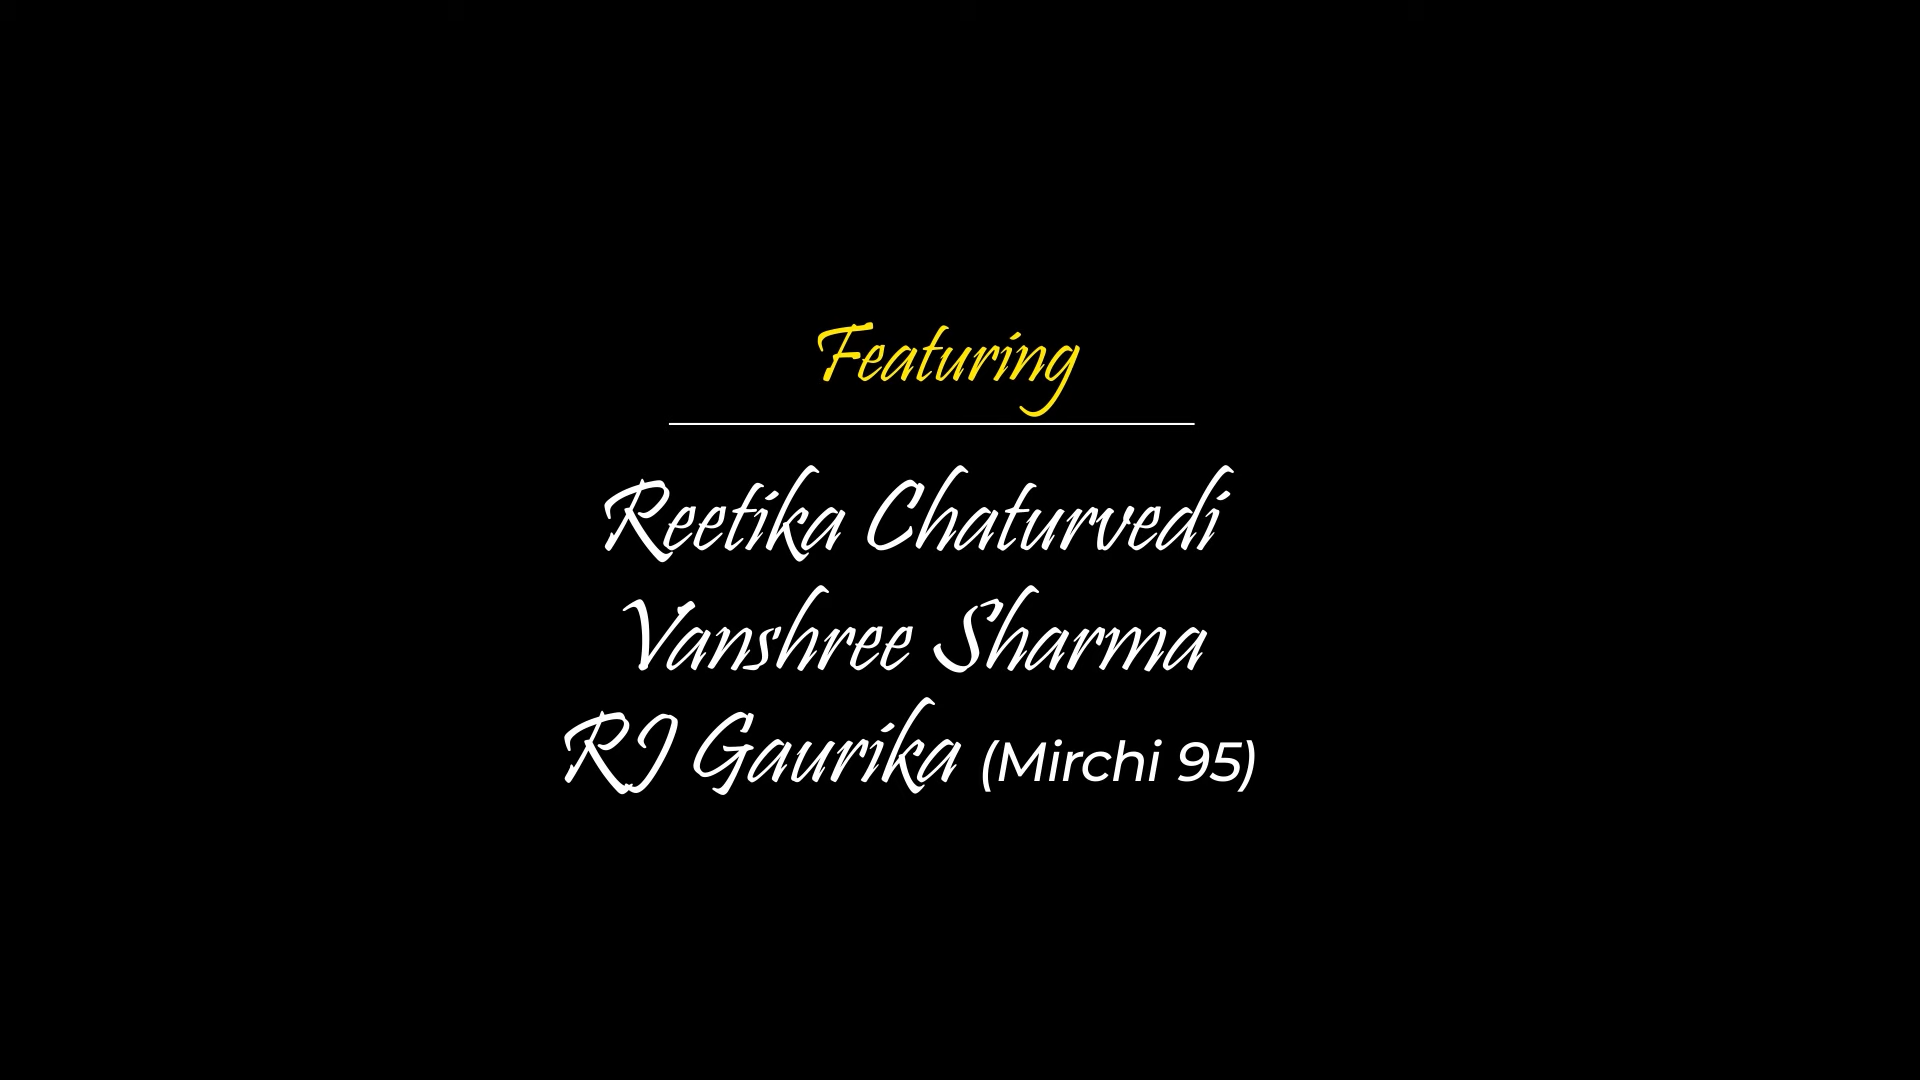 Featuring
Reetika Chaturvedi
Vanshree Sharma
RJ Gaurika (Mirchi 95)